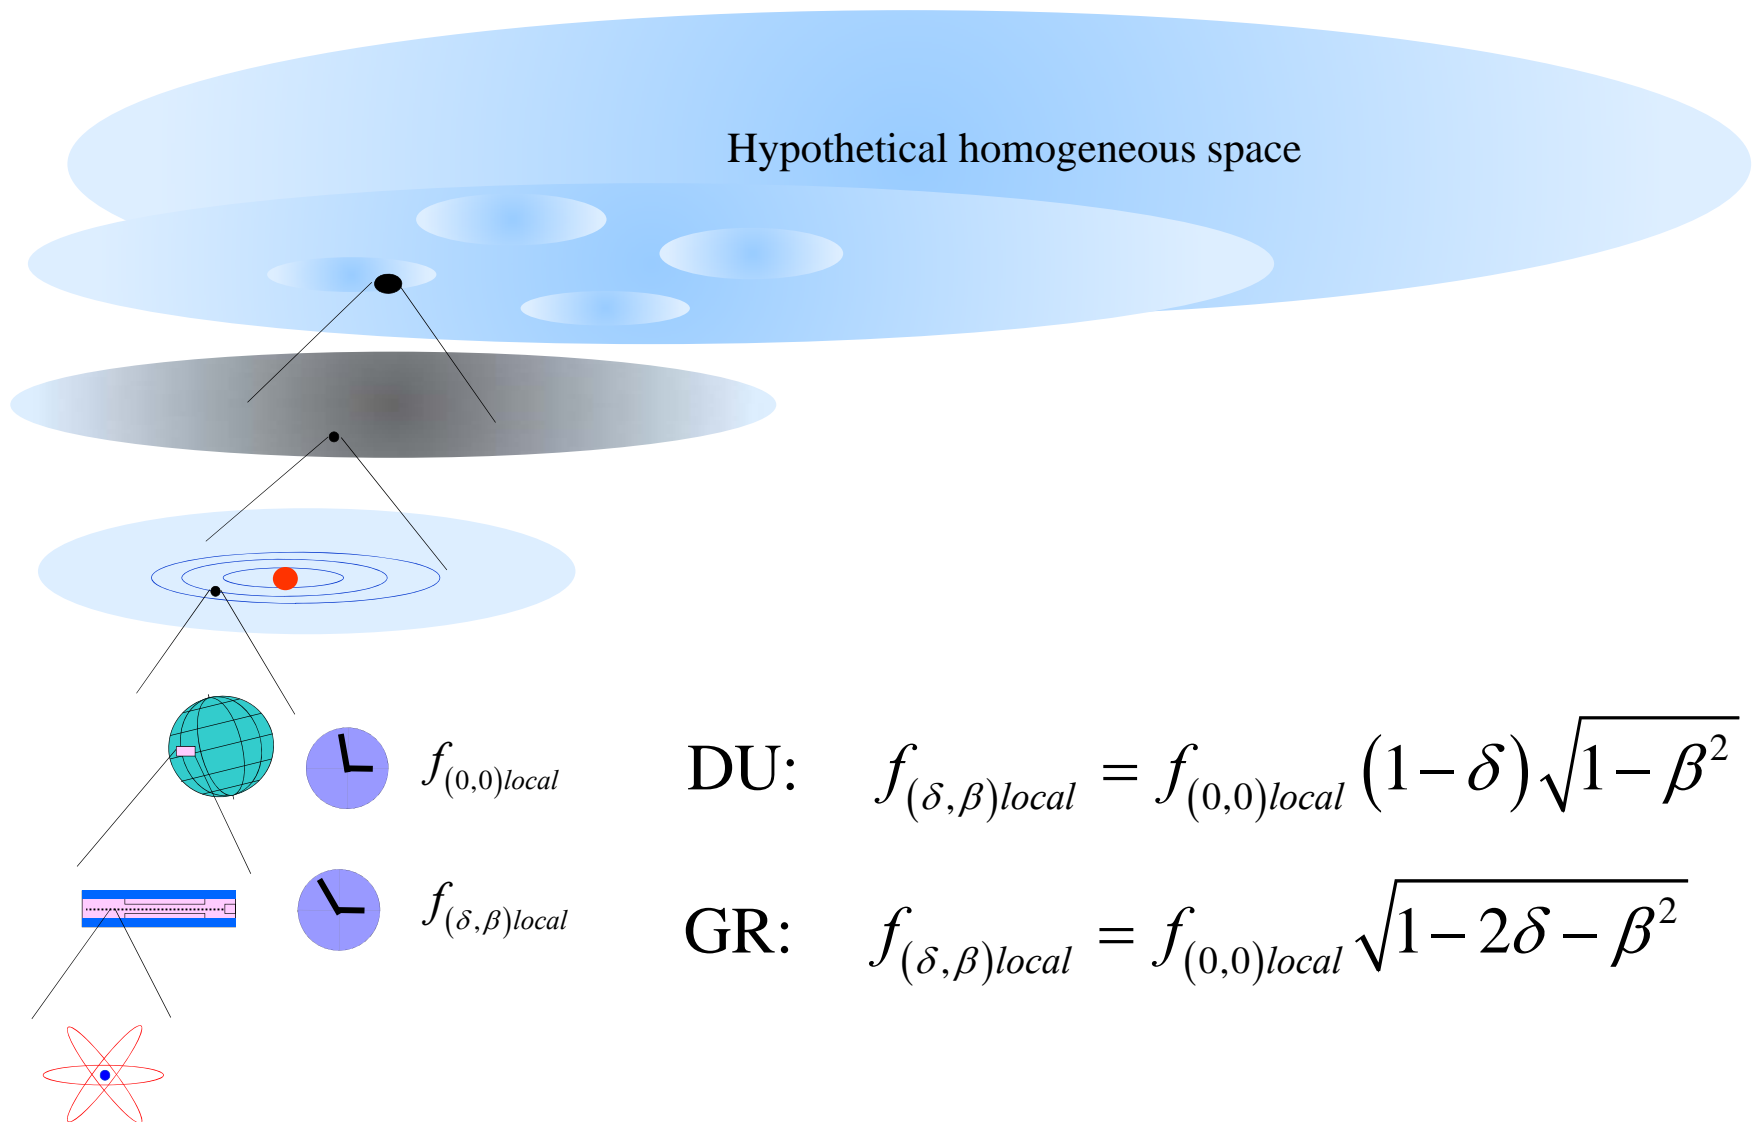 Hypothetical homogeneous space
f_(0,0)local
DU: f_(δ,β)local = f_(0,0)local (1 − δ)√(1 − β²)
f_(δ,β)local
GR: f_(δ,β)local = f_(0,0)local √(1 − 2δ − β²)